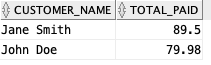 CUSTOMER_NAME TOTAL_PAID
Jane Smith 89.5
John Doe 79.98